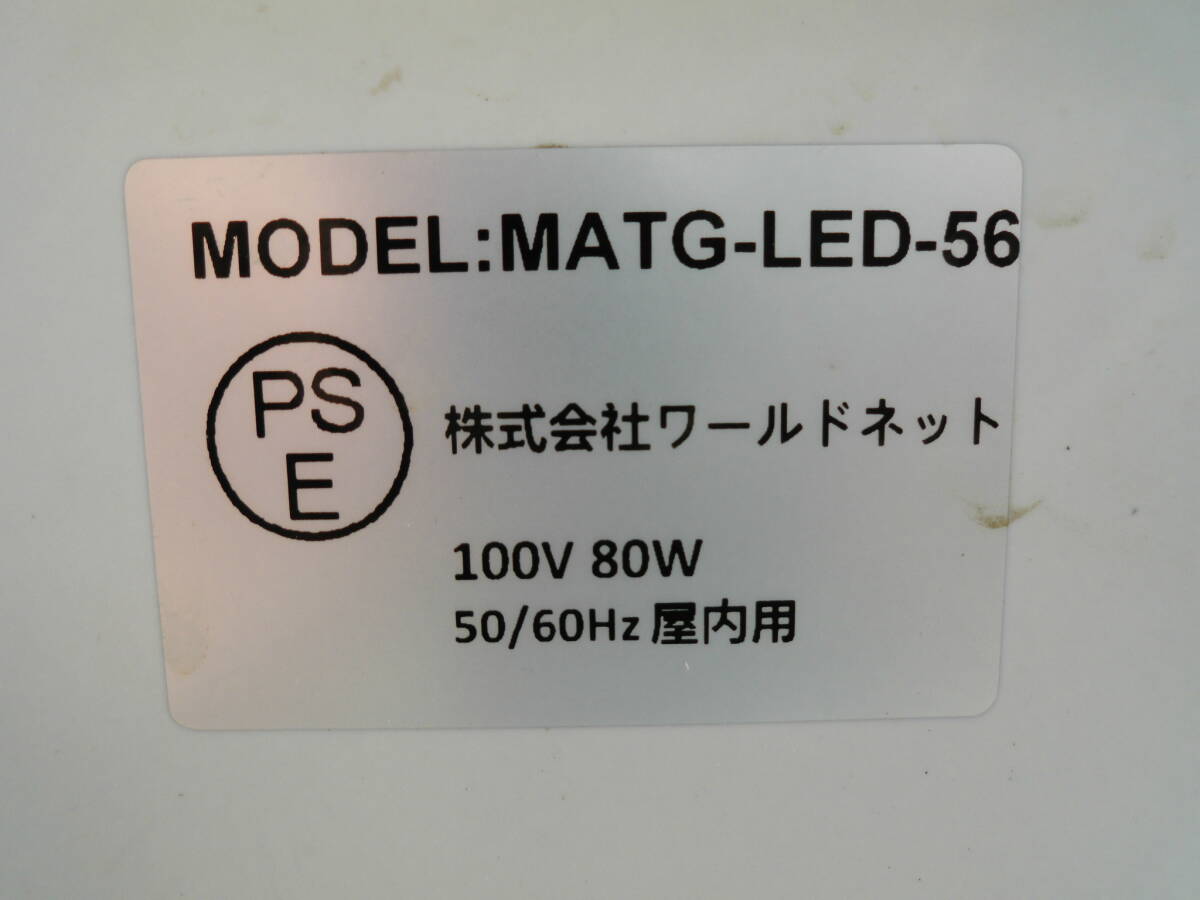 MODEL:MATG-LED-56
PS
E
株式会社ワールドネット
100V 80W
50/60Hz 屋内用